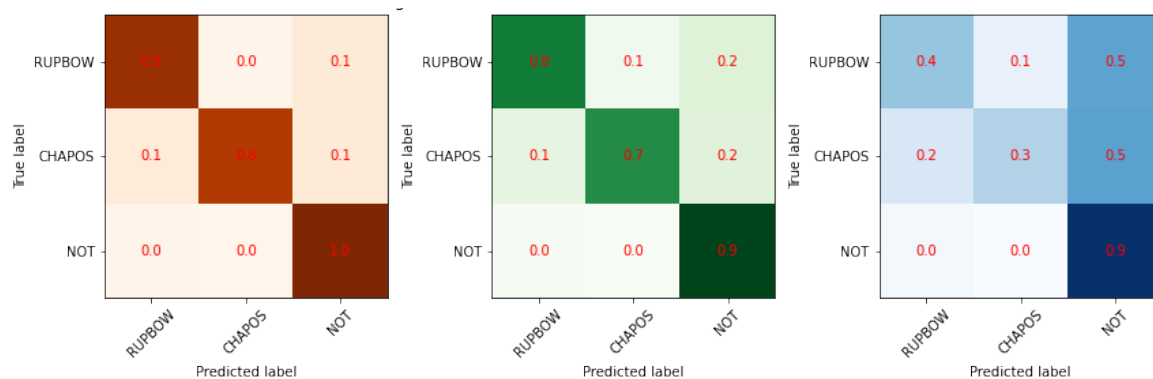 RUPBOW 0.0 0.1
CHAPOS 0.1 0.8 0.1
NOT 0.0 0.0 1.0
RUPBOW CHAPOS NOT
True label
Predicted label
RUPBOW 0.8 0.1 0.2
CHAPOS 0.1 0.7 0.2
NOT 0.0 0.0 0.9
RUPBOW CHAPOS NOT
True label
Predicted label
RUPBOW 0.4 0.1 0.5
CHAPOS 0.2 0.3 0.5
NOT 0.0 0.0 0.9
RUPBOW CHAPOS NOT
True label
Predicted label